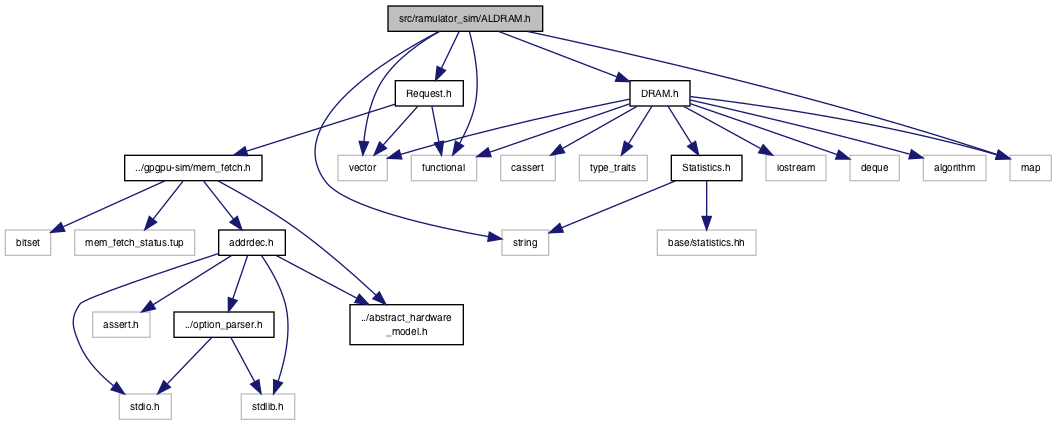 src/ramulator_sim/ALDRAM.h
Request.h
DRAM.h
../gpgpu-sim/mem_fetch.h
vector
functional
cassert
type_traits
Statistics.h
iostream
deque
algorithm
map
bitset
mem_fetch_status.tup
addrdec.h
string
base/statistics.hh
assert.h
../option_parser.h
../abstract_hardware
_model.h
stdio.h
stdlib.h